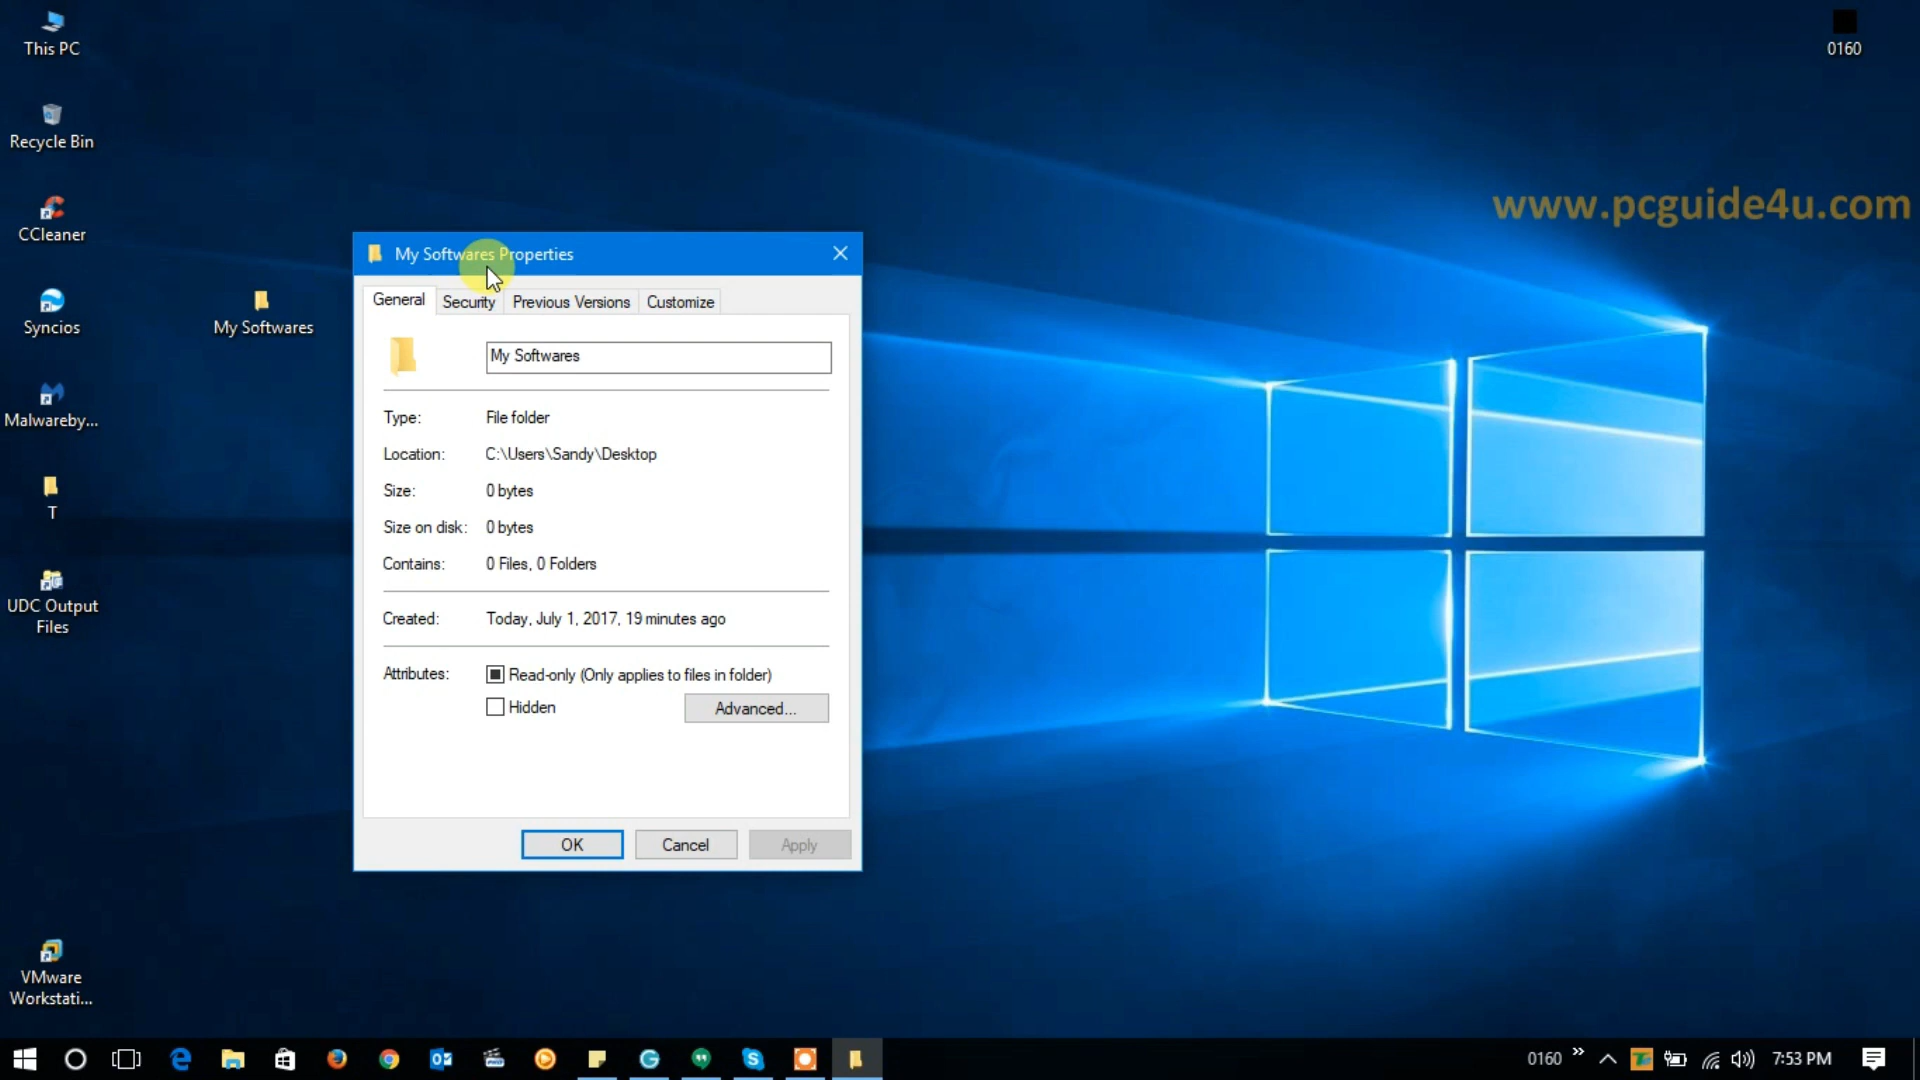 This PC
0160
Recycle Bin
www.pcguide4u.com
CCleaner
My Softwares Properties
General Security Previous Versions Customize
Syncios
My Softwares
My Softwares
Malwareby...
Type: File folder
Location: C:\Users\Sandy\Desktop
Size: 0 bytes
T
Size on disk: 0 bytes
Contains: 0 Files, 0 Folders
UDC Output
Files
Created: Today, July 1, 2017, 19 minutes ago
Attributes: Read-only (Only applies to files in folder)
Hidden Advanced...
OK Cancel Apply
VMware
Workstati...
0160 7:53 PM